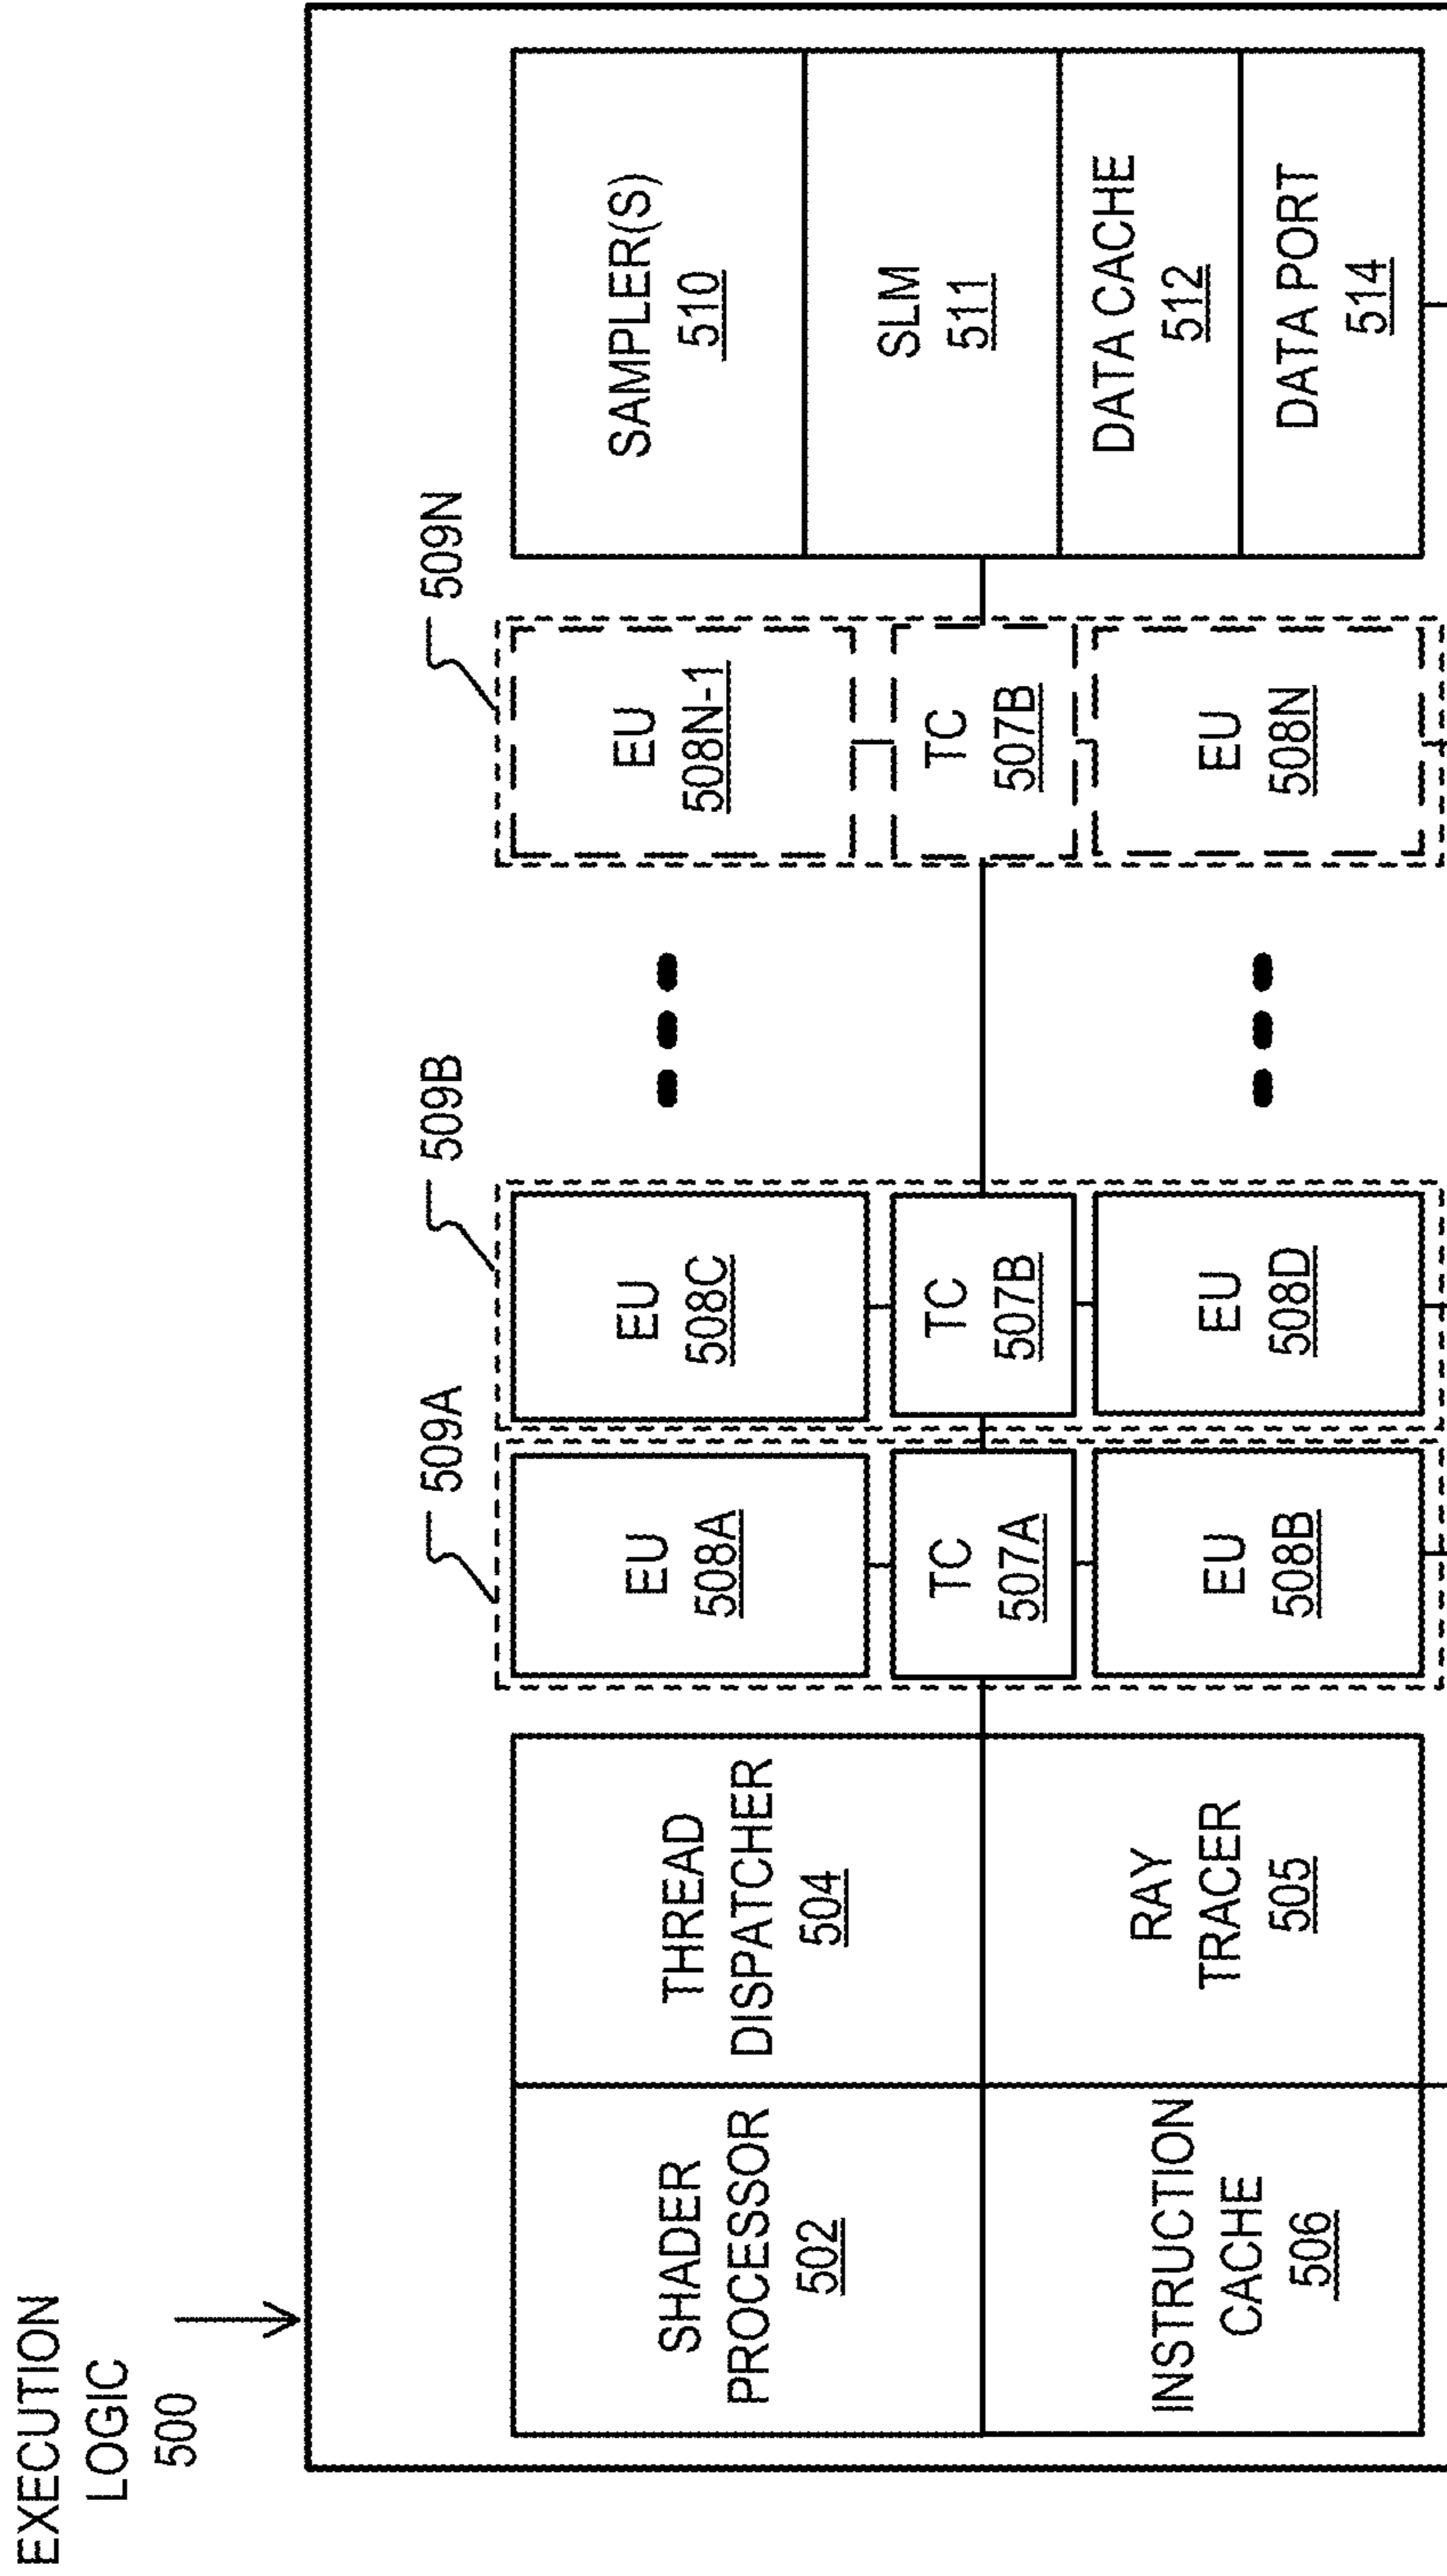 EXECUTION
LOGIC
500
509A
509B
509N
SHADER
PROCESSOR
502
THREAD
DISPATCHER
504
INSTRUCTION
CACHE
506
RAY
TRACER
505
EU
508A
TC
507A
EU
508B
EU
508C
TC
507B
EU
508D
EU
508N-1
TC
507B
EU
508N
SAMPLER(S)
510
SLM
511
DATA CACHE
512
DATA PORT
514